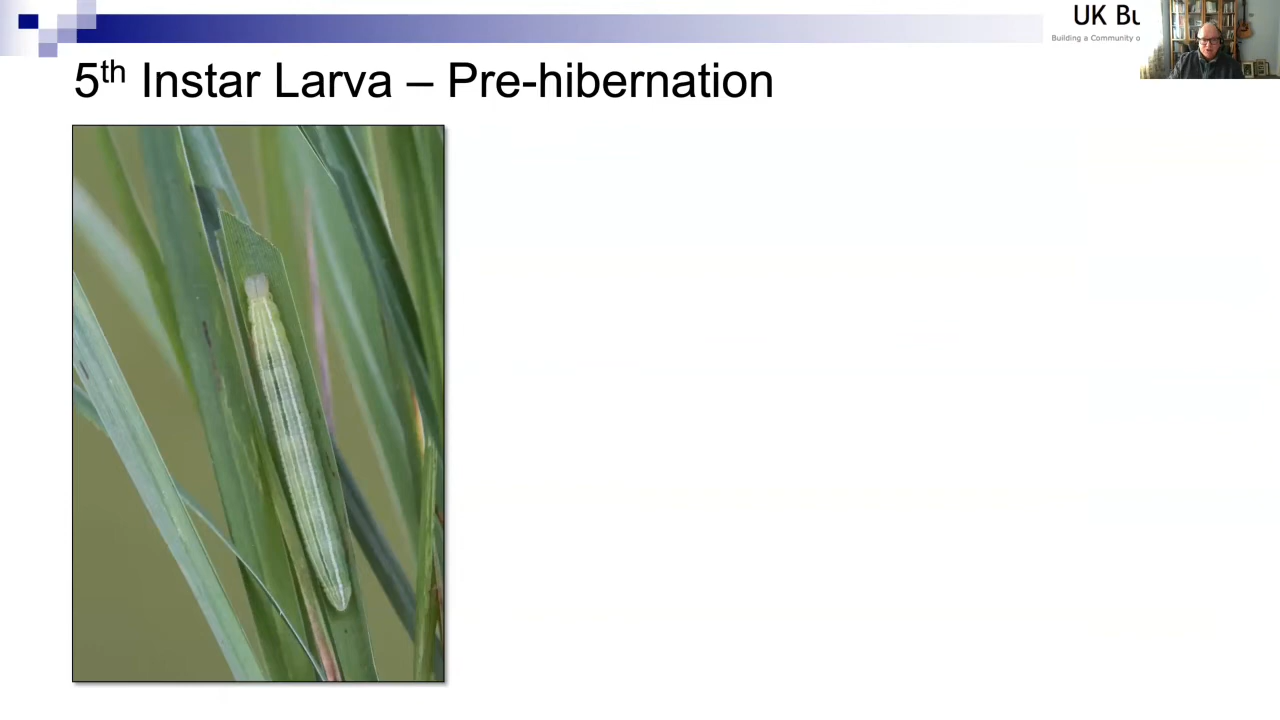 UK Bu
Building a Community o
5th Instar Larva – Pre-hibernation